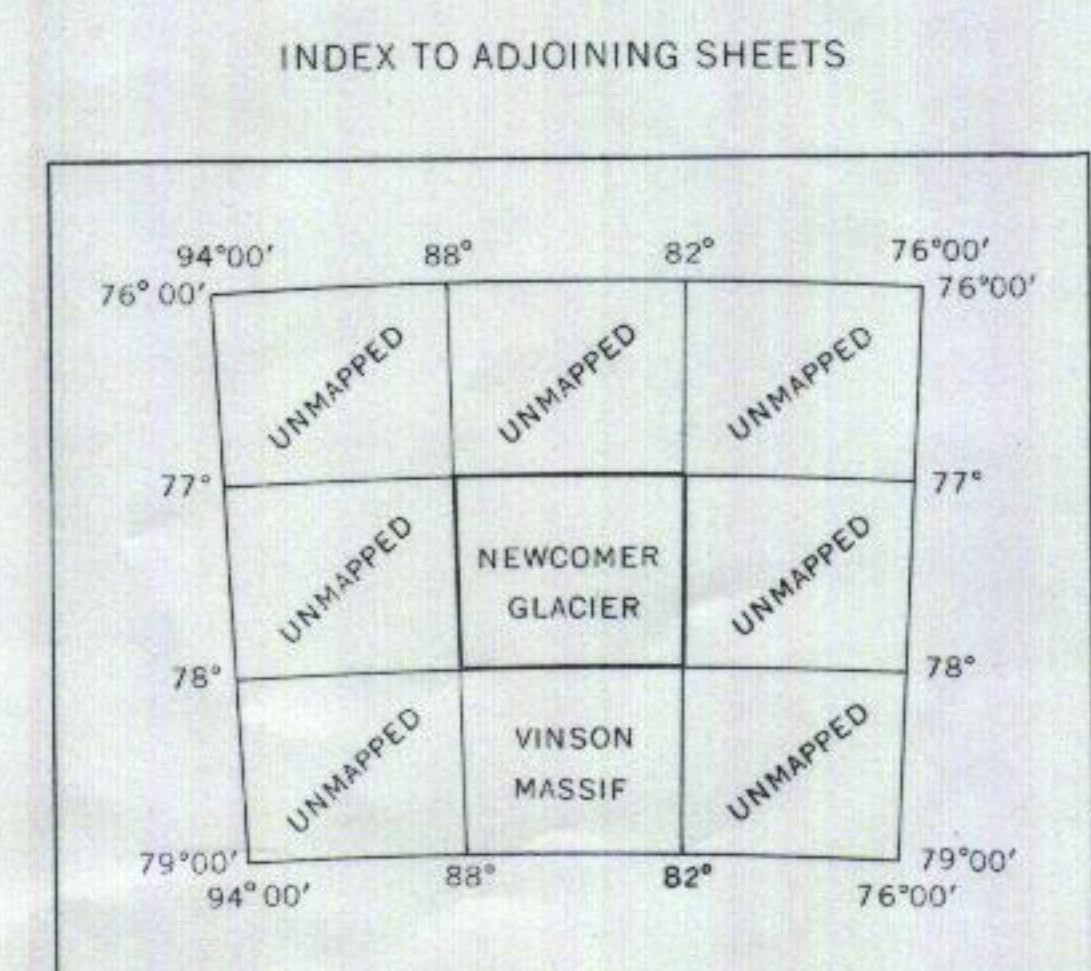 INDEX TO ADJOINING SHEETS
94°00′ 88° 82° 76°00′
76°00′ 76°00′
UNMAPPED UNMAPPED UNMAPPED
77° 77°
UNMAPPED NEWCOMER GLACIER UNMAPPED
78° 78°
UNMAPPED VINSON MASSIF UNMAPPED
79°00′ 79°00′
94°00′ 88° 82° 76°00′